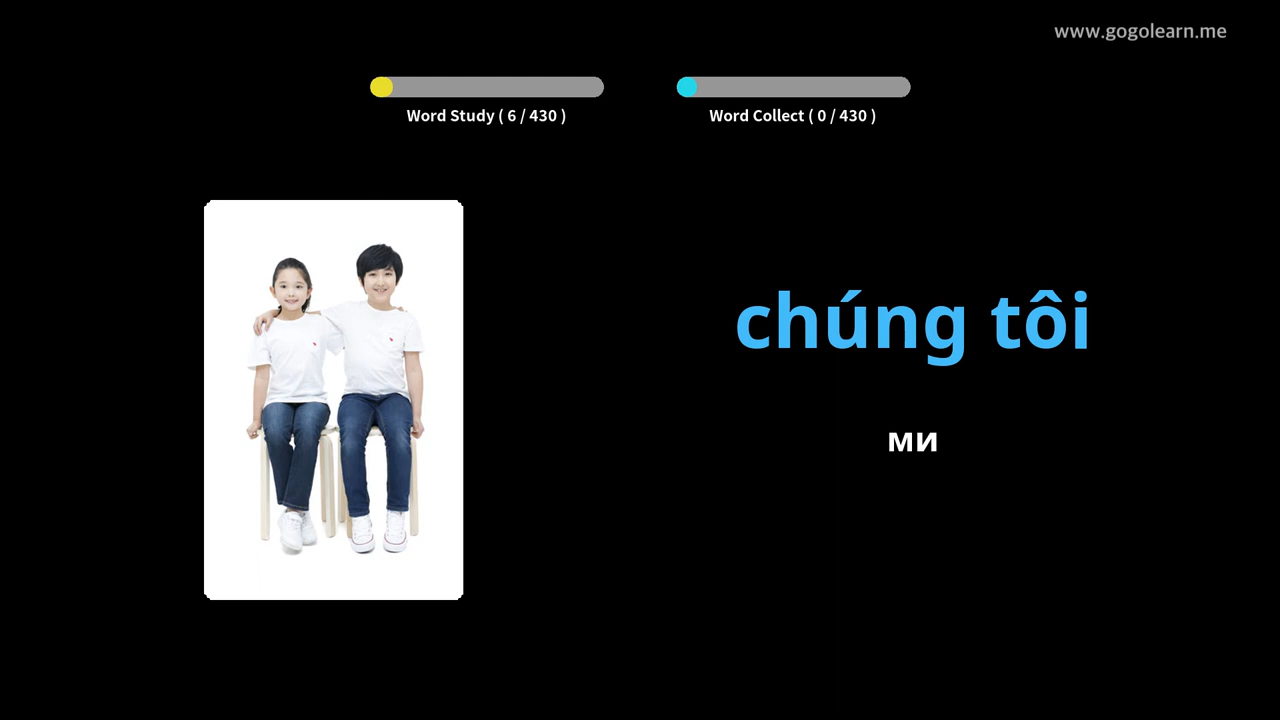 www.gogolearn.me
Word Study ( 6 / 430 )
Word Collect ( 0 / 430 )
chúng tôi
ми